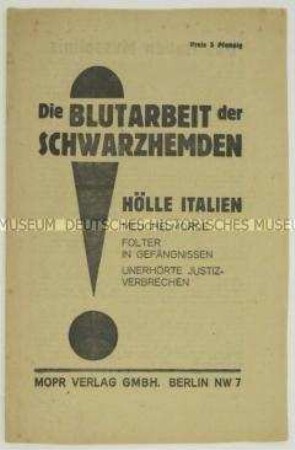 Preis 5 Pfennig
Die BLUTARBEIT der
SCHWARZHEMDEN
HÖLLE ITALIEN
MUSEUM DEUTSCHES HISTORISCHES MUSEUM
FOLTER
IN GEFÄNGNISSEN
UNERHÖRTE JUSTIZ-
VERBRECHEN
MOPR VERLAG GMBH. BERLIN NW 7